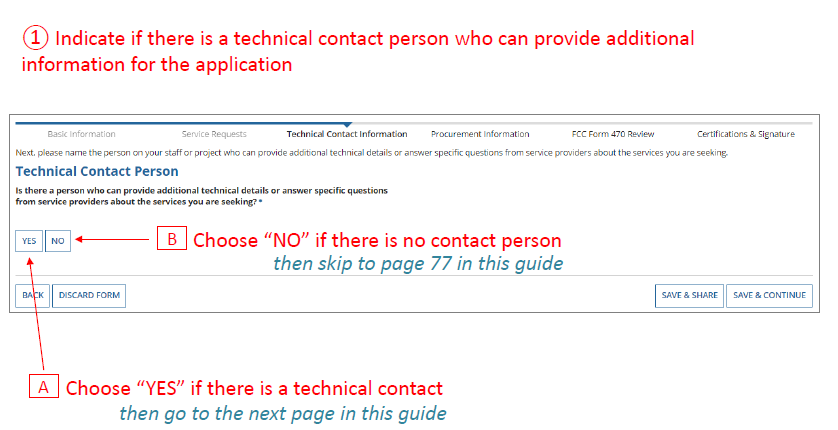 ① Indicate if there is a technical contact person who can provide additional
information for the application
Basic Information Service Requests Technical Contact Information Procurement Information FCC Form 470 Review Certifications & Signature
Next, please name the person on your staff or project who can provide additional technical details or answer specific questions from service providers about the services you are seeking.
Technical Contact Person
Is there a person who can provide additional technical details or answer specific questions
from service providers about the services you are seeking? *
YES NO B Choose “NO” if there is no contact person
then skip to page 77 in this guide
BACK DISCARD FORM SAVE & SHARE SAVE & CONTINUE
A Choose “YES” if there is a technical contact
then go to the next page in this guide